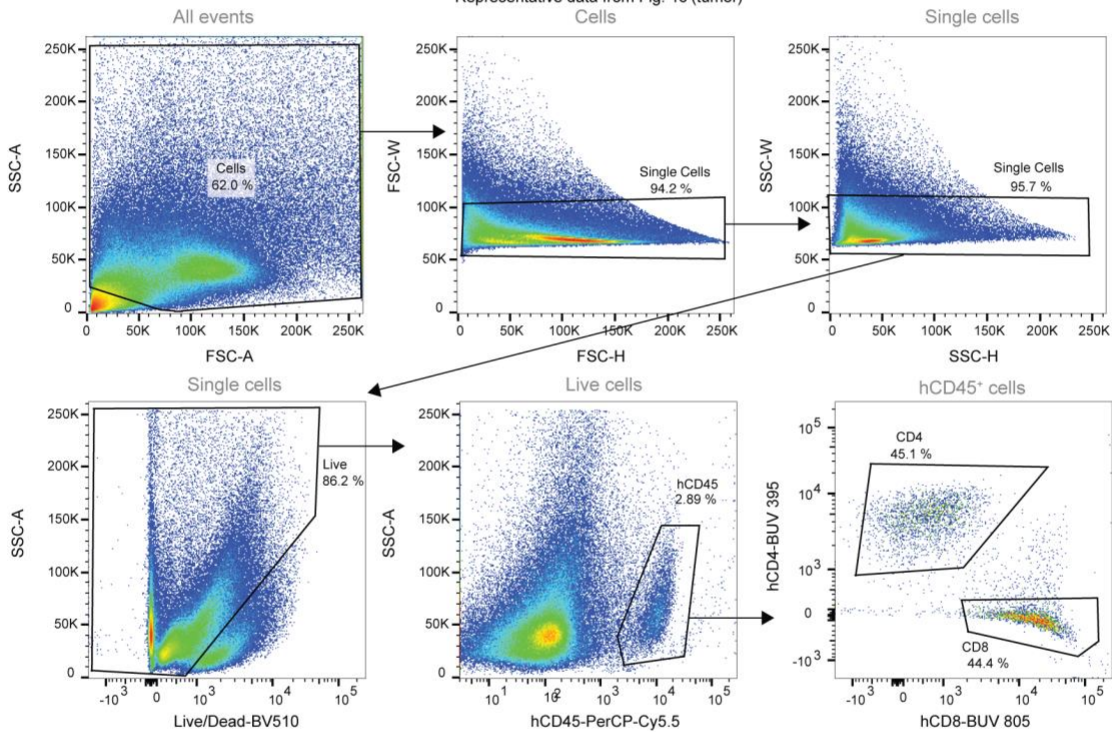 Representative data from Fig.
(tumor)
All events
Cells
Single cells
250K
200K
150K
100K
50K
0
SSC-A
Cells
62.0 %
0
50K
100K
150K
200K
250K
FSC-A
250K
200K
150K
100K
50K
0
FSC-W
Single Cells
94.2 %
0
50K
100K
150K
200K
250K
FSC-H
250K
200K
150K
100K
50K
0
SSC-W
Single Cells
95.7 %
0
50K
100K
150K
200K
250K
SSC-H
Single cells
Live cells
hCD45⁺ cells
250K
200K
150K
100K
50K
0
SSC-A
Live
86.2 %
-10³
0
10³
10⁴
10⁵
Live/Dead-BV510
250K
200K
150K
100K
50K
0
SSC-A
hCD45
2.89 %
10¹
10²
10³
10⁴
10⁵
hCD45-PerCP-Cy5.5
10⁵
10⁴
10³
0
-10³
hCD4-BUV 395
CD4
45.1 %
CD8
44.4 %
-10³
0
10³
10⁴
10⁵
hCD8-BUV 805